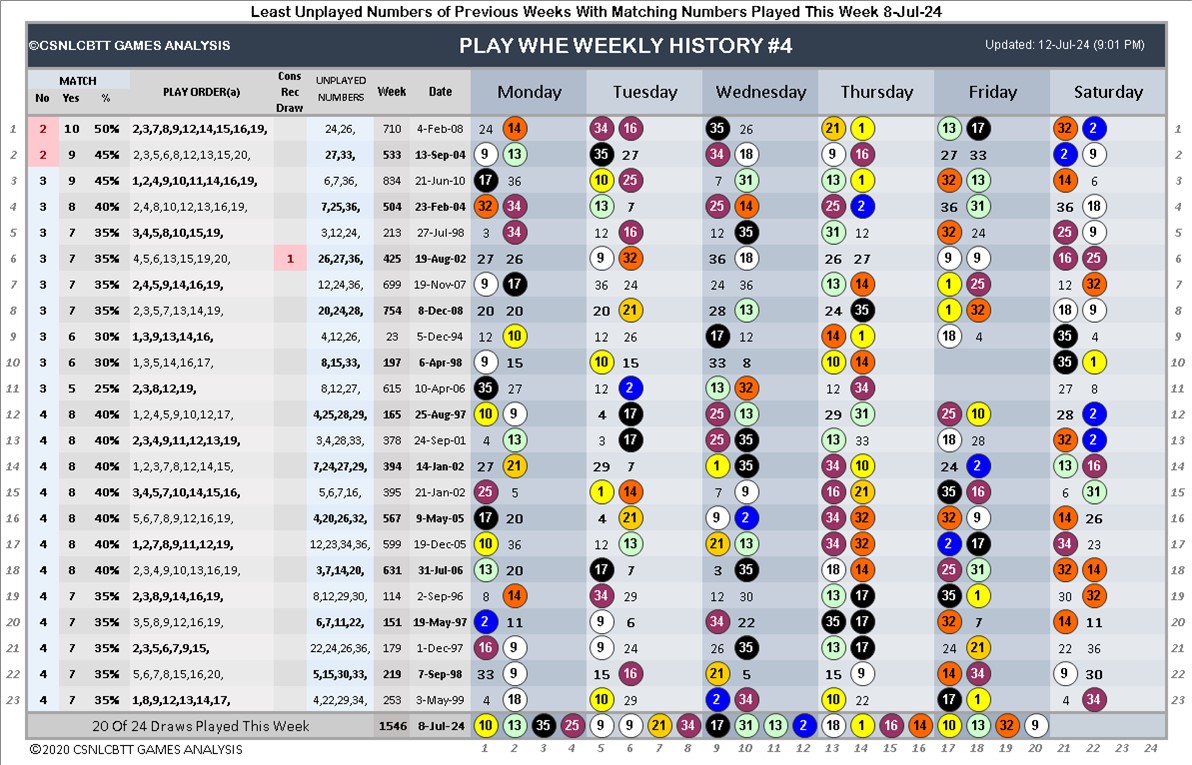 Least Unplayed Numbers of Previous Weeks With Matching Numbers Played This Week 8-Jul-24
©CSNLCBTT GAMES ANALYSIS PLAY WHE WEEKLY HISTORY #4 Updated: 12-Jul-24 (9:01 PM)
MATCH PLAY ORDER(a) Cons Rec Draw UNPLAYED NUMBERS Week Date Monday Tuesday Wednesday Thursday Friday Saturday
No Yes %
1 2 10 50% 2,3,7,8,9,12,14,15,16,19, 24,26, 710 4-Feb-08 24 14 34 16 35 26 21 1 13 17 32 2 1
2 2 9 45% 2,3,5,6,8,12,13,15,20, 27,33, 533 13-Sep-04 9 13 35 27 34 18 9 16 27 33 2 9 2
3 3 9 45% 1,2,4,9,10,11,14,16,19, 6,7,36, 834 21-Jun-10 17 36 10 25 7 31 13 1 32 13 14 6 3
4 3 8 40% 2,4,8,10,12,13,16,19, 7,25,36, 504 23-Feb-04 32 34 13 7 25 14 25 2 36 31 36 18 4
5 3 7 35% 3,4,5,8,10,15,19, 3,12,24, 213 27-Jul-98 3 34 12 16 12 35 31 12 32 24 25 9 5
6 3 7 35% 4,5,6,13,15,19,20, 1 26,27,36, 425 19-Aug-02 27 26 9 32 36 18 26 27 9 9 16 25 6
7 3 7 35% 2,4,5,9,14,16,19, 12,24,36, 699 19-Nov-07 9 17 36 24 24 36 13 14 1 25 12 32 7
8 3 7 35% 2,3,5,7,13,14,19, 20,24,28, 754 8-Dec-08 20 20 20 21 28 13 24 35 1 32 18 9 8
9 3 6 30% 1,3,9,13,14,16, 4,12,26, 23 5-Dec-94 12 10 12 26 17 12 14 1 18 4 35 4 9
10 3 6 30% 1,3,5,14,16,17, 8,15,33, 197 6-Apr-98 9 15 10 15 33 8 10 14 35 1 10
11 3 5 25% 2,3,8,12,19, 8,12,27, 615 10-Apr-06 35 27 12 2 13 32 12 34 27 8 11
12 4 8 40% 1,2,4,5,9,10,12,17, 4,25,28,29, 165 25-Aug-97 10 9 4 17 25 13 29 31 25 10 28 2 12
13 4 8 40% 2,3,4,9,11,12,13,19, 3,4,28,33, 378 24-Sep-01 4 13 3 17 25 35 13 33 18 28 32 2 13
14 4 8 40% 1,2,3,7,8,12,14,15, 7,24,27,29, 394 14-Jan-02 27 21 29 7 1 35 34 10 24 2 13 16 14
15 4 8 40% 3,4,5,7,10,14,15,16, 5,6,7,16, 395 21-Jan-02 25 5 1 14 7 9 16 21 35 16 6 31 15
16 4 8 40% 5,6,7,8,9,12,16,19, 4,20,26,32, 567 9-May-05 17 20 4 21 9 2 34 32 32 9 14 26 16
17 4 8 40% 1,2,7,8,9,11,12,19, 12,23,34,36, 599 19-Dec-05 10 36 12 13 21 13 34 32 2 17 34 23 17
18 4 8 40% 2,3,4,9,10,13,16,19, 3,7,14,20, 631 31-Jul-06 13 20 17 7 3 35 18 14 25 31 32 14 18
19 4 7 35% 2,3,8,9,14,16,19, 8,12,29,30, 114 2-Sep-96 8 14 34 29 12 30 13 17 35 1 30 32 19
20 4 7 35% 3,5,8,9,12,16,19, 6,7,11,22, 151 19-May-97 2 11 9 6 34 22 35 17 32 7 14 11 20
21 4 7 35% 2,3,5,6,7,9,15, 22,24,26,36, 179 1-Dec-97 16 9 9 24 26 35 13 17 24 21 22 36 21
22 4 7 35% 5,6,7,8,15,16,20, 5,15,30,33, 219 7-Sep-98 33 9 15 16 21 5 15 9 14 34 9 30 22
23 4 7 35% 1,8,9,12,13,14,17, 4,22,29,34, 253 3-May-99 4 18 10 29 2 34 10 22 17 1 4 34 23
20 Of 24 Draws Played This Week 1546 8-Jul-24 10 13 35 25 9 9 21 34 17 31 13 2 18 1 16 14 10 13 32 9
©2020 CSNLCBTT GAMES ANALYSIS 1 2 3 4 5 6 7 8 9 10 11 12 13 14 15 16 17 18 19 20 21 22 23 24